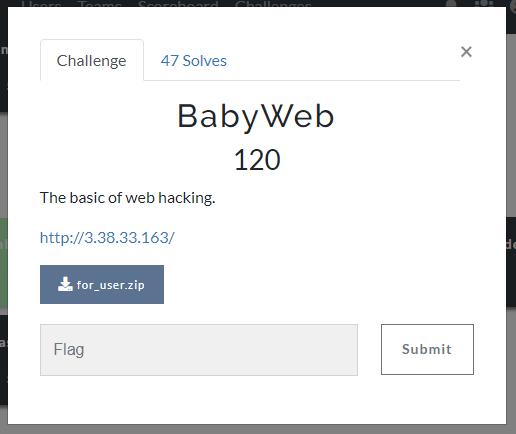 Users Teams Scoreboard Challenges
Challenge
47 Solves
×
BabyWeb
120
The basic of web hacking.
http://3.38.33.163/
for_user.zip
Flag
Submit